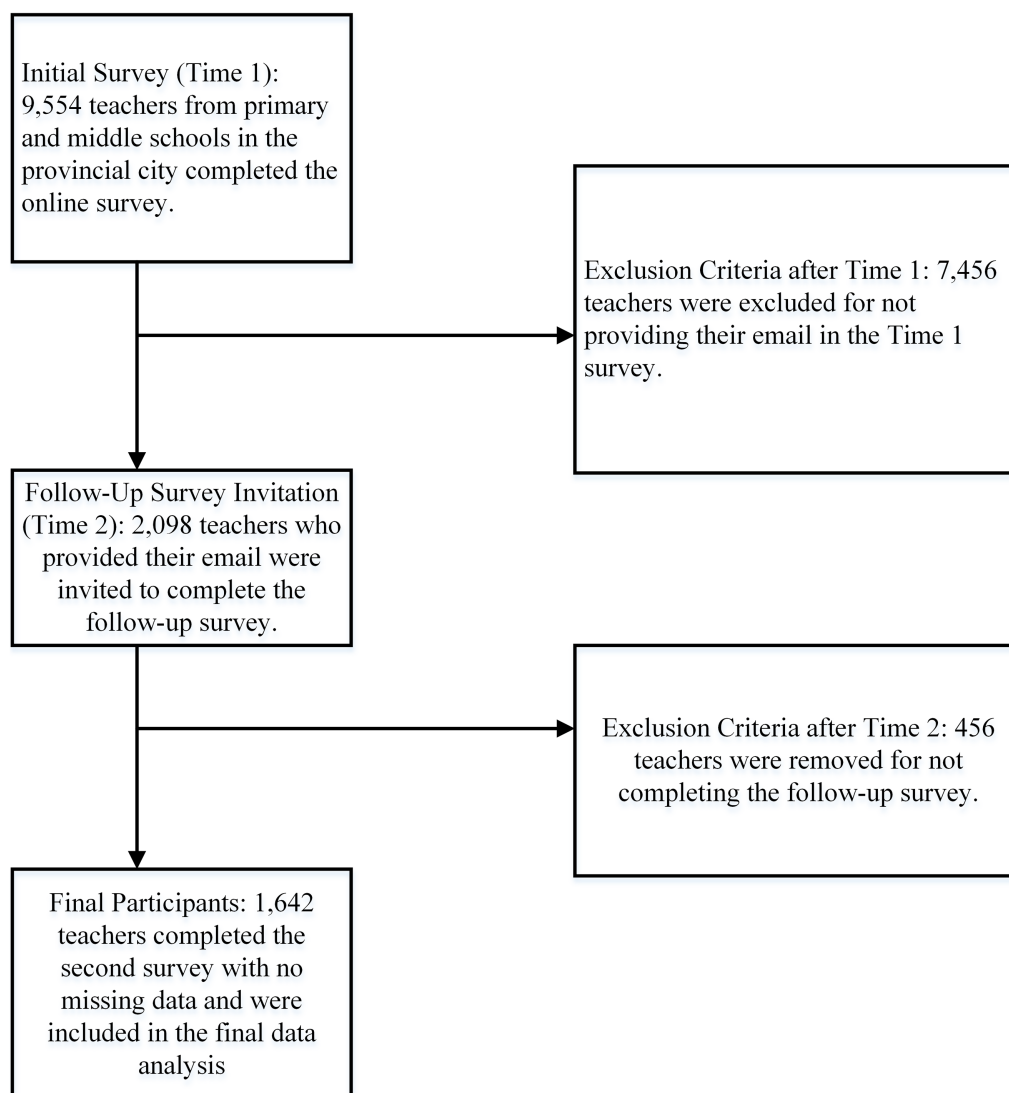 Initial Survey (Time 1):
9,554 teachers from primary
and middle schools in the
provincial city completed the
online survey.
Exclusion Criteria after Time 1: 7,456
teachers were excluded for not
providing their email in the Time 1
survey.
Follow-Up Survey Invitation
(Time 2): 2,098 teachers who
provided their email were
invited to complete the
follow-up survey.
Exclusion Criteria after Time 2: 456
teachers were removed for not
completing the follow-up survey.
Final Participants: 1,642
teachers completed the
second survey with no
missing data and were
included in the final data
analysis